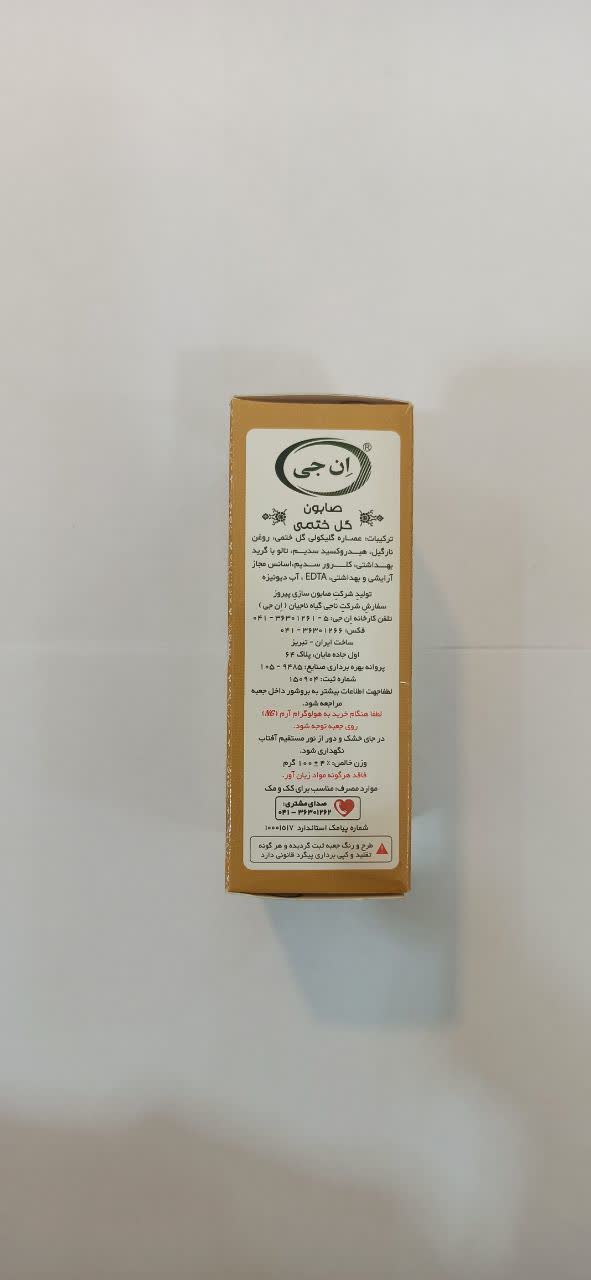 ®
اِن جی
صابون
گل ختمی
ترکیبات: عصاره گلیکولی گل ختمی، روغن
نارگیل، هیدروکسید سدیم، تالو با گرید
بهداشتی، کلرور سدیم،اسانس مجاز
آرایشی و بهداشتی، EDTA ، آب دیونیزه
تولید شرکت صابون سازی پیروز
سفارش شرکت ناجی گیاه ناجیان ( اِن جی )
تلفن کارخانه اِن جی: ۵ - ۳۶۳۰۱۲۶۱ - ۰۴۱
فکس: ۳۶۳۰۱۲۶۶ - ۰۴۱
ساخت ایران - تبریز
اول جاده مایان، پلاک ۶۴
پروانه بهره برداری صنایع: ۹۴۸۵ - ۱۰۵
شماره ثبت: ۱۵۰۹۰۴
لطفاجهت اطلاعات بیشتر به بروشور داخل جعبه
مراجعه شود.
لطفا هنگام خرید به هولوگرام آرم (NG)
روی جعبه توجه شود.
در جای خشک و دور از نور مستقیم آفتاب
نگهداری شود.
وزن خالص: ٪ ۴ ± ۱۰۰ گرم
فاقد هرگونه مواد زیان آور.
موارد مصرف: مناسب برای کک و مک
صدای مشتری:
۰۴۱ - ۳۶۳۰۱۲۶۲
شماره پیامک استاندارد ۱۰۰۰۱۵۱۷
طرح و رنگ جعبه ثبت گردیده و هر گونه
تقلید و کپی برداری پیگرد قانونی دارد